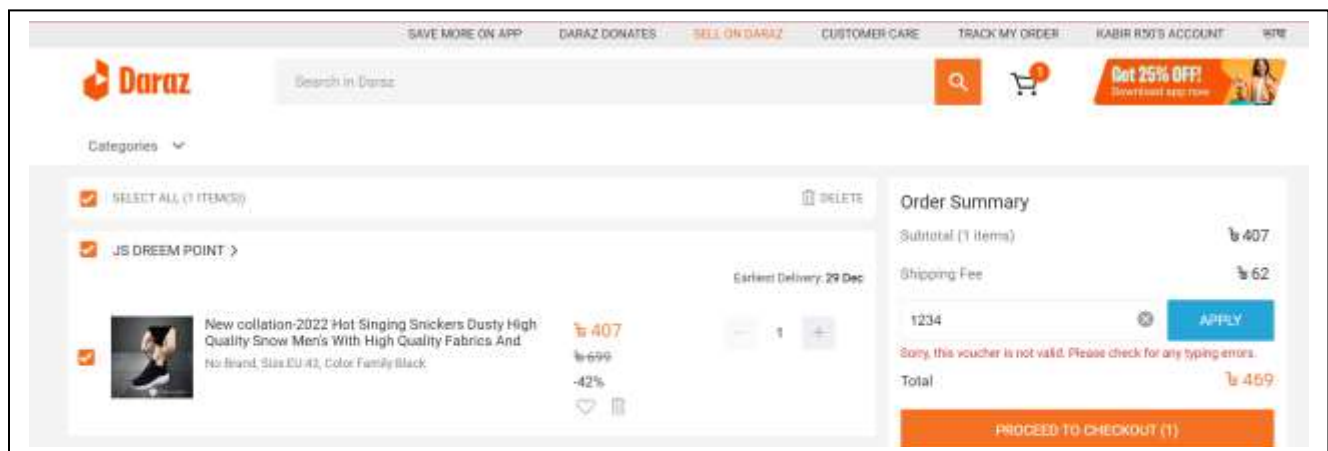 SAVE MORE ON APP DARAZ DONATES SELL ON DARAZ CUSTOMER CARE TRACK MY ORDER KABIR R50'S ACCOUNT ভাষা
Daraz Search in Daraz 1 Get 25% OFF!
Download app now
Categories
SELECT ALL (1 ITEM(S)) DELETE
JS DREEM POINT >
Earliest Delivery: 29 Dec
New collation-2022 Hot Singing Snickers Dusty High
Quality Snow Men's With High Quality Fabrics And
No Brand, Size:EU:43, Color Family:Black
৳ 407
৳ 699
-42%
1
Order Summary
Subtotal (1 items) ৳ 407
Shipping Fee ৳ 62
1234 APPLY
Sorry, this voucher is not valid. Please check for any typing errors.
Total ৳ 469
PROCEED TO CHECKOUT (1)